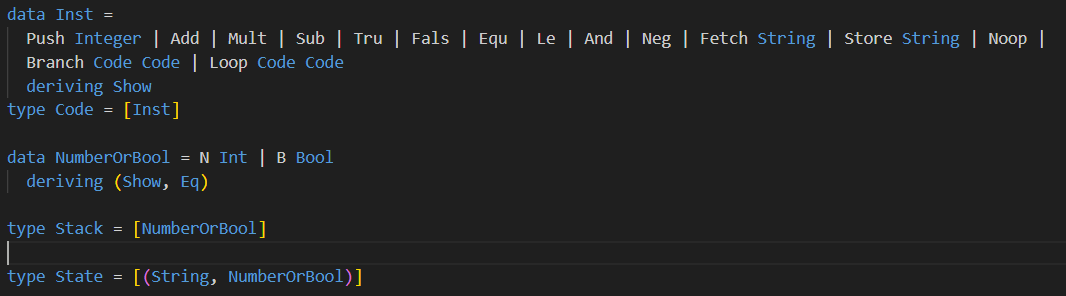 data Inst =
  Push Integer | Add | Mult | Sub | Tru | Fals | Equ | Le | And | Neg | Fetch String | Store String | Noop |
  Branch Code Code | Loop Code Code
  deriving Show
type Code = [Inst]
data NumberOrBool = N Int | B Bool
  deriving (Show, Eq)
type Stack = [NumberOrBool]
type State = [(String, NumberOrBool)]